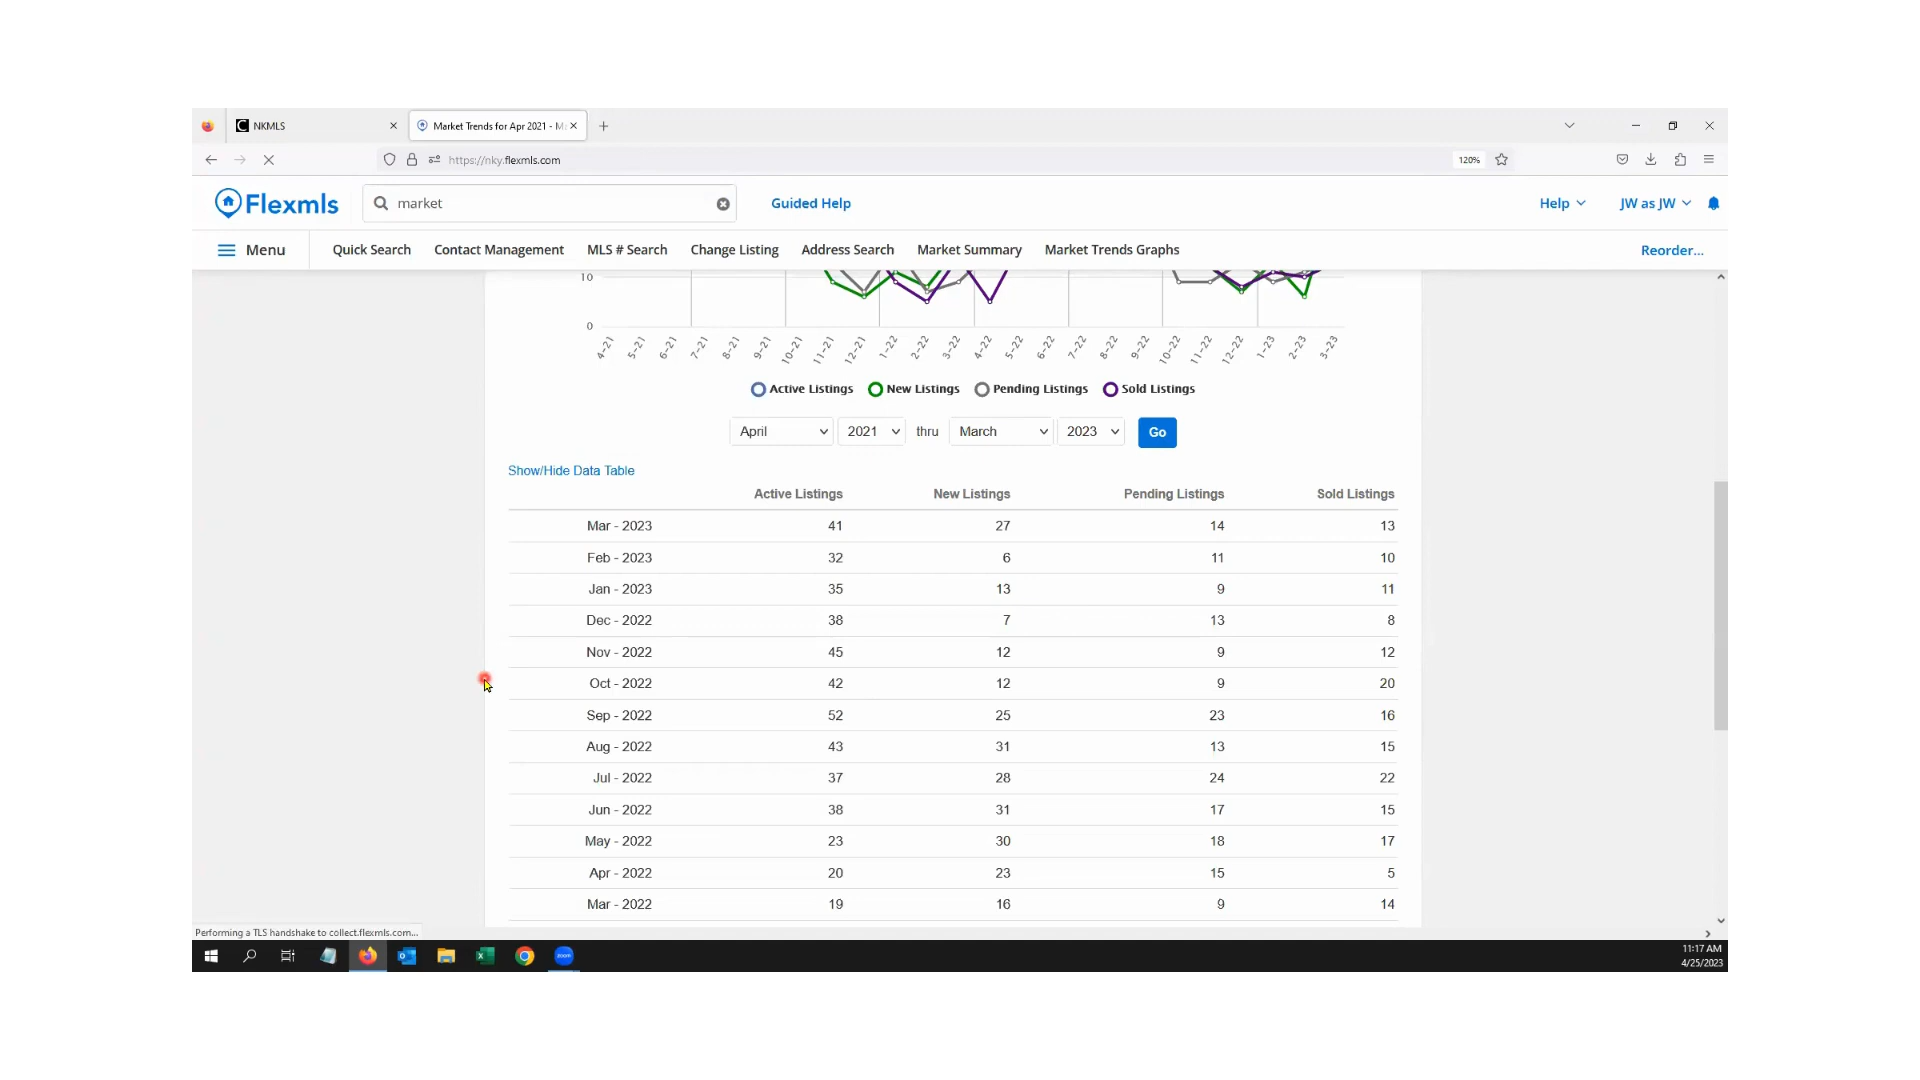 NKMLS
Market Trends for Apr 2021 - M
https://nky.flexmls.com
120%
Flexmls
market
Guided Help
Help
JW as JW
Menu
Quick Search
Contact Management
MLS # Search
Change Listing
Address Search
Market Summary
Market Trends Graphs
Reorder...
10
0
4-21 5-21 6-21 7-21 8-21 9-21 10-21 11-21 12-21 1-22 2-22 3-22 4-22 5-22 6-22 7-22 8-22 9-22 10-22 11-22 12-22 1-23 2-23 3-23
Active Listings New Listings Pending Listings Sold Listings
April 2021 thru March 2023 Go
Show/Hide Data Table
Active Listings New Listings Pending Listings Sold Listings
Mar - 2023 41 27 14 13
Feb - 2023 32 6 11 10
Jan - 2023 35 13 9 11
Dec - 2022 38 7 13 8
Nov - 2022 45 12 9 12
Oct - 2022 42 12 9 20
Sep - 2022 52 25 23 16
Aug - 2022 43 31 13 15
Jul - 2022 37 28 24 22
Jun - 2022 38 31 17 15
May - 2022 23 30 18 17
Apr - 2022 20 23 15 5
Mar - 2022 19 16 9 14
Performing a TLS handshake to collect.flexmls.com...
zoom
11:17 AM
4/25/2023